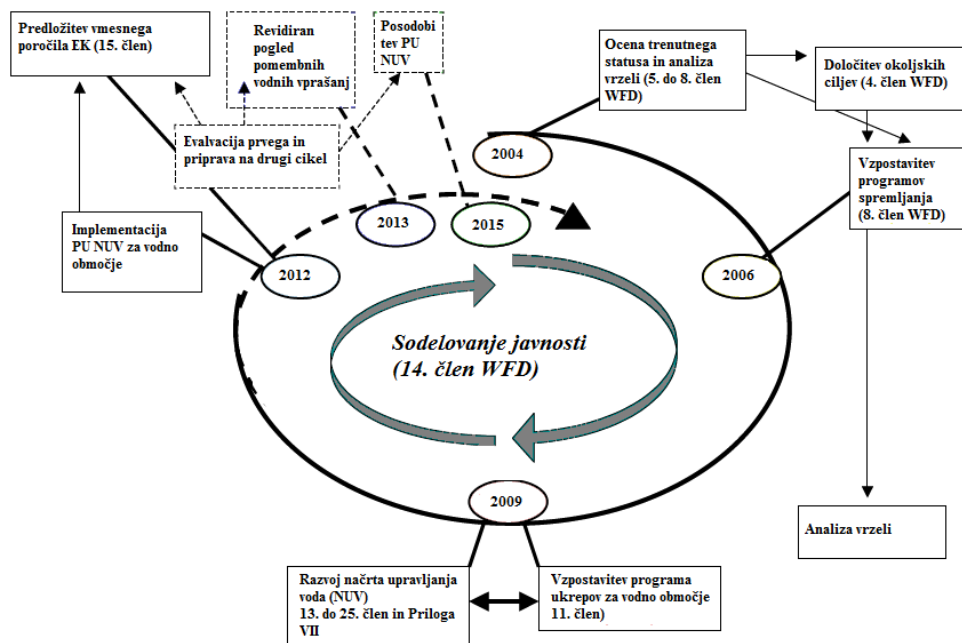 Predložitev vmesnega
poročila EK (15. člen)
Revidiran
pogled
pomembnih
vodnih vprašanj
Posodobi
tev PU
NUV
Ocena trenutnega
statusa in analiza
vrzeli (5. do 8. člen
WFD)
Določitev okoljskih
ciljev (4. člen WFD)
Evalvacija prvega in
priprava na drugi cikel
2004
Vzpostavitev
programov
spremljanja
(8. člen WFD)
Implementacija
PU NUV za vodno
območje
2013
2015
2012
2006
Sodelovanje javnosti
(14. člen WFD)
2009
Analiza vrzeli
Razvoj načrta upravljanja
voda (NUV)
13. do 25. člen in Priloga
VII
Vzpostavitev programa
ukrepov za vodno območje
11. člen)